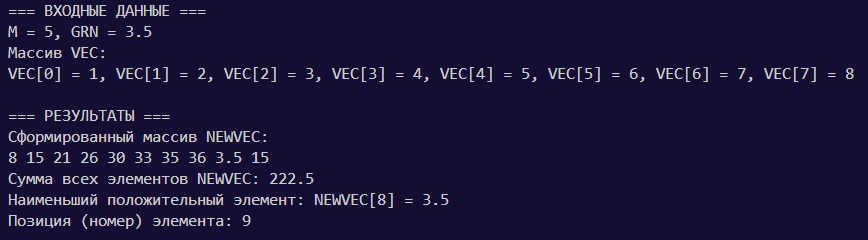 === ВХОДНЫЕ ДАННЫЕ ===
M = 5, GRN = 3.5
Массив VEC:
VEC[0] = 1, VEC[1] = 2, VEC[2] = 3, VEC[3] = 4, VEC[4] = 5, VEC[5] = 6, VEC[6] = 7, VEC[7] = 8
=== РЕЗУЛЬТАТЫ ===
Сформированный массив NEWVEC:
8 15 21 26 30 33 35 36 3.5 15
Сумма всех элементов NEWVEC: 222.5
Наименьший положительный элемент: NEWVEC[8] = 3.5
Позиция (номер) элемента: 9